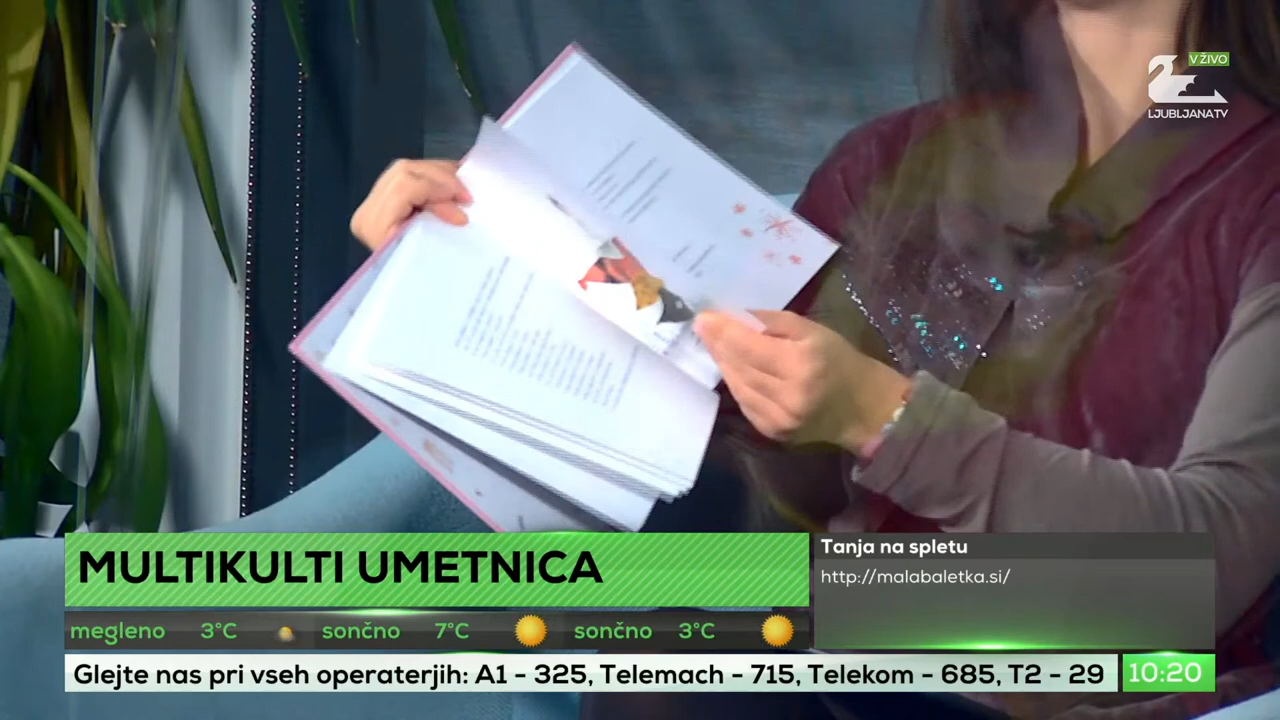 V ŽIVO
LJUBLJANATV
MULTIKULTI UMETNICA
Tanja na spletu
http://malabaletka.si/
megleno 3°C sončno 7°C sončno 3°C
Glejte nas pri vseh operaterjih: A1 - 325, Telemach - 715, Telekom - 685, T2 - 29
10:20